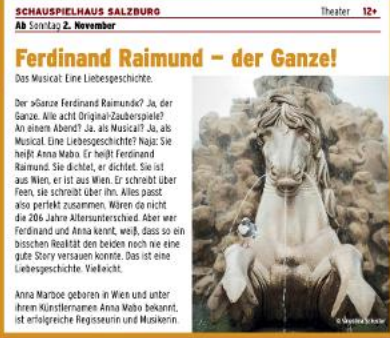 SCHAUSPIELHAUS SALZBURG
Theater 12+
Ab Sonntag 2. November
Ferdinand Raimund – der Ganze!
Das Musical: Eine Liebesgeschichte.
Der »Ganze Ferdinand Raimund«? Ja, der
Ganze. Alle acht Original-Zauberspiele?
An einem Abend? Ja, als Musical? Ja, als
Musical. Eine Liebesgeschichte? Naja: Sie
heißt Anna Mabo. Er heißt Ferdinand
Raimund. Sie dichtet, er dichtet. Sie ist
aus Wien, er ist aus Wien. Er schreibt über
Feen, sie schreibt über ihn. Alles passt
also perfekt zusammen. Wären da nicht
die 206 Jahre Altersunterschied. Aber wer
Ferdinand und Anna kennt, weiß, dass so ein
bisschen Realität den beiden noch nie eine
gute Story versauen konnte. Das ist eine
Liebesgeschichte. Vielleicht.
Anna Marboe geboren in Wien und unter
ihrem Künstlernamen Anna Mabo bekannt,
ist erfolgreiche Regisseurin und Musikerin.